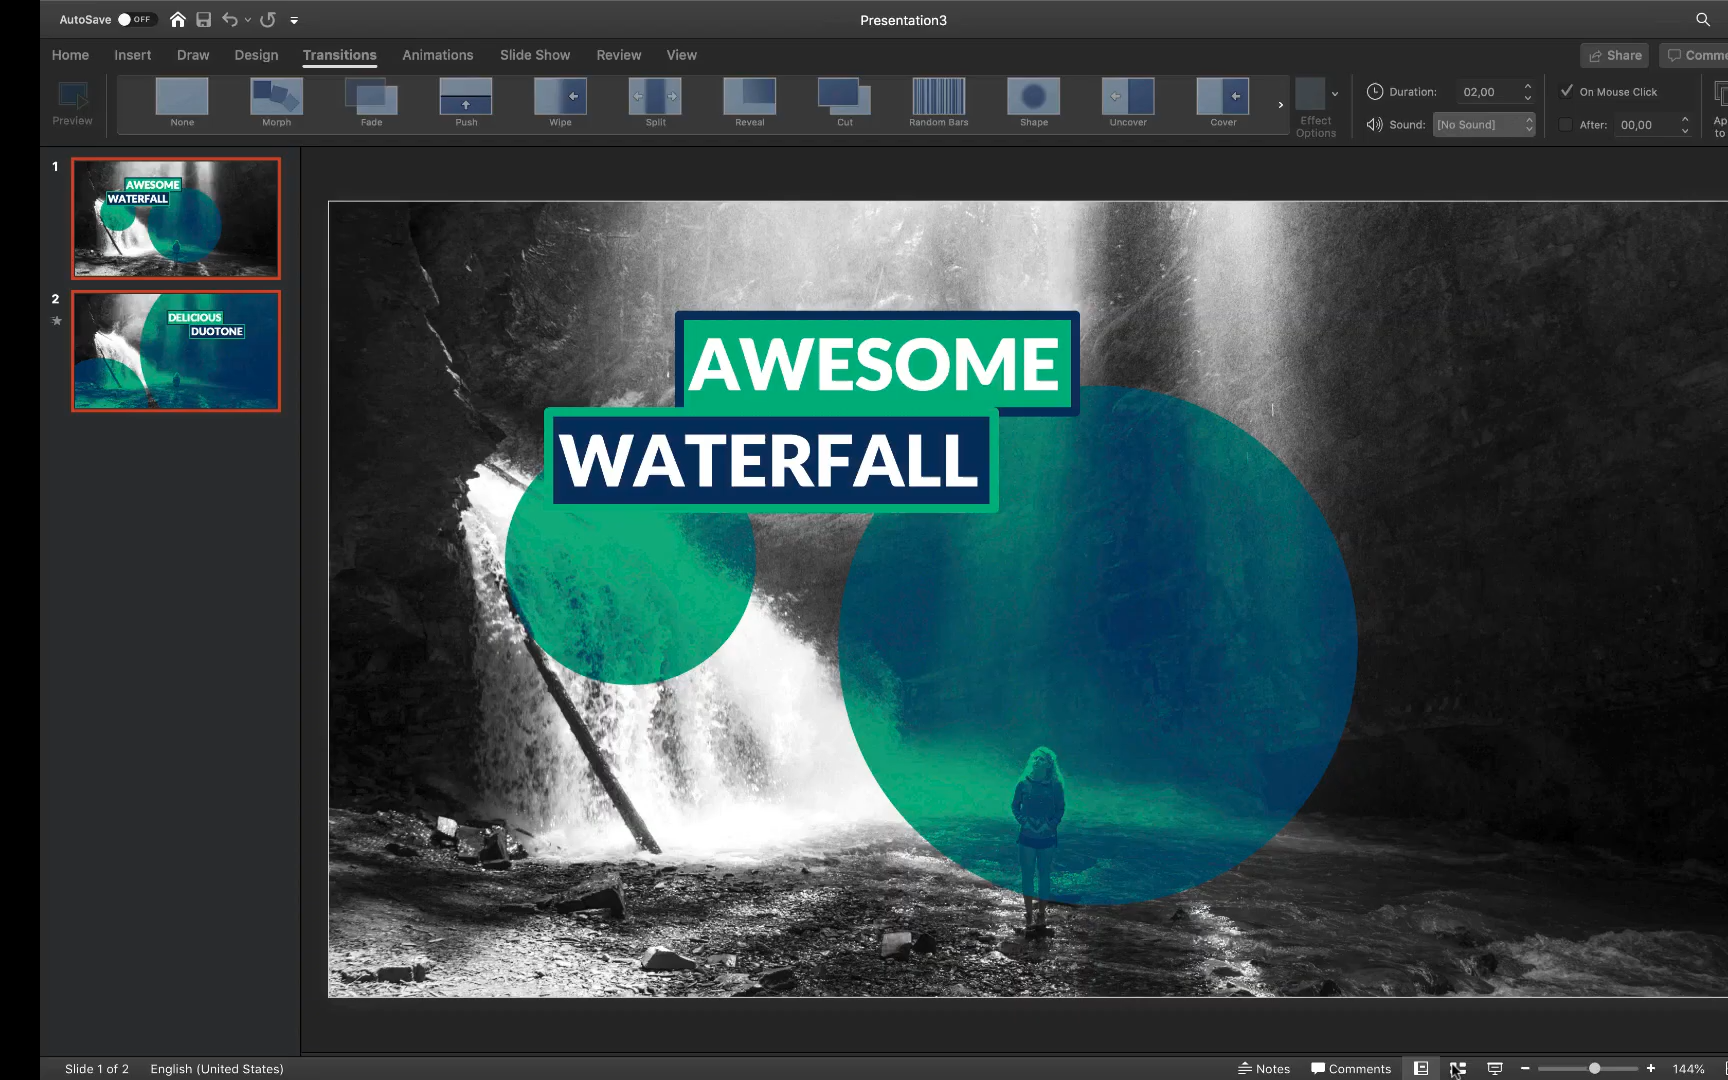 AutoSave OFF
Presentation3
Home Insert Draw Design Transitions Animations Slide Show Review View
Share
Preview
None Morph Fade Push Wipe Split Reveal Cut Random Bars Shape Uncover Cover
Effect
Options
Duration: 02,00
Sound: [No Sound]
On Mouse Click
After: 00,00
to
1
AWESOME
WATERFALL
2
DELICIOUS
DUOTONE
AWESOME
WATERFALL
Slide 1 of 2 English (United States)
Notes Comments 144%